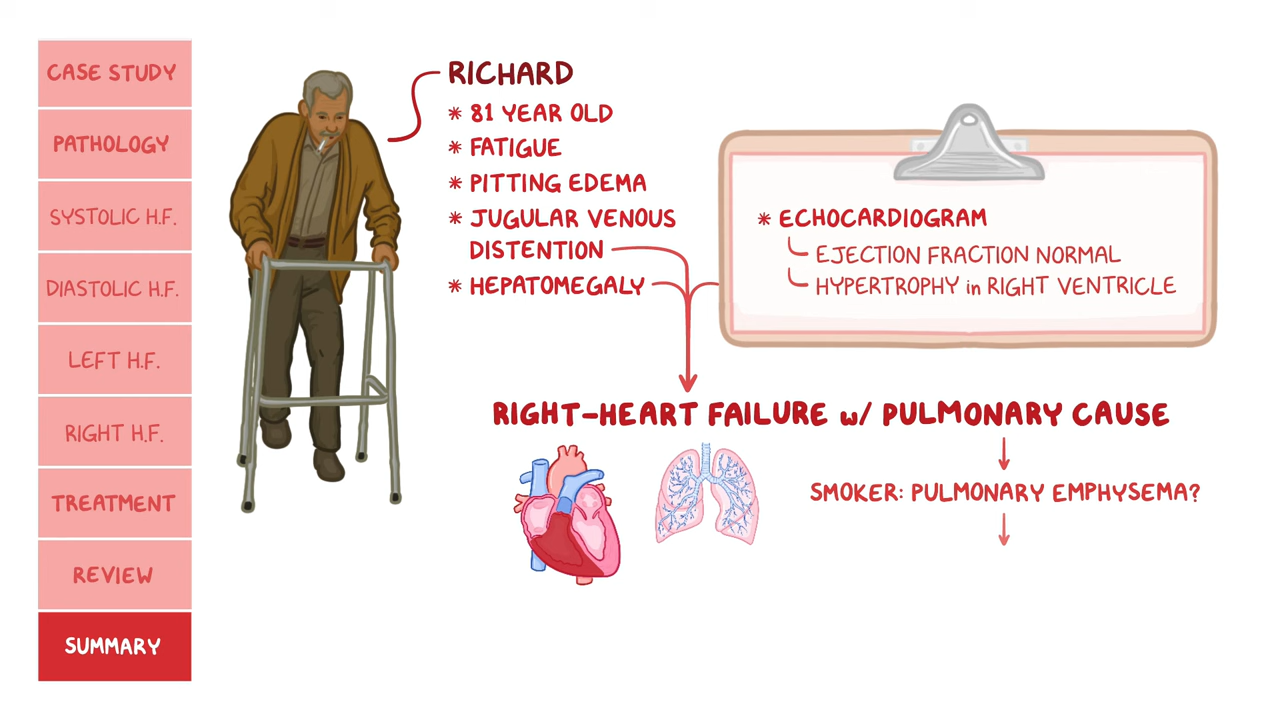 CASE STUDY
PATHOLOGY
SYSTOLIC H.F.
DIASTOLIC H.F.
LEFT H.F.
RIGHT H.F.
TREATMENT
REVIEW
SUMMARY
RICHARD
* 81 YEAR OLD
* FATIGUE
* PITTING EDEMA
* JUGULAR VENOUS
DISTENTION
* HEPATOMEGALY
* ECHOCARDIOGRAM
EJECTION FRACTION NORMAL
HYPERTROPHY in RIGHT VENTRICLE
RIGHT-HEART FAILURE w/ PULMONARY CAUSE
SMOKER: PULMONARY EMPHYSEMA?